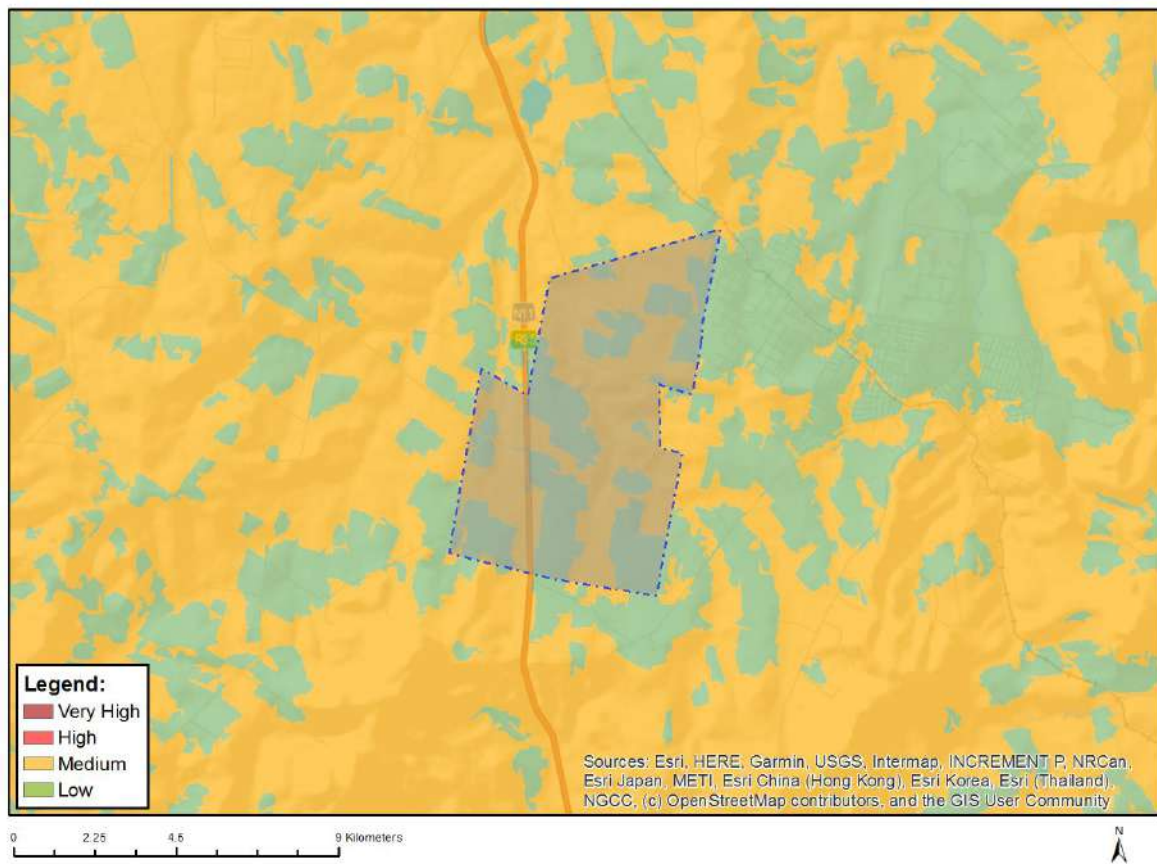 N11
Legend:
Very High
High
Medium
Low
Sources: Esri, HERE, Garmin, USGS, Intermap, INCREMENT P, NRCan,
Esri Japan, METI, Esri China (Hong Kong), Esri Korea, Esri (Thailand),
NGCC, (c) OpenStreetMap contributors, and the GIS User Community
0 2.25 4.5 9 Kilometers
N